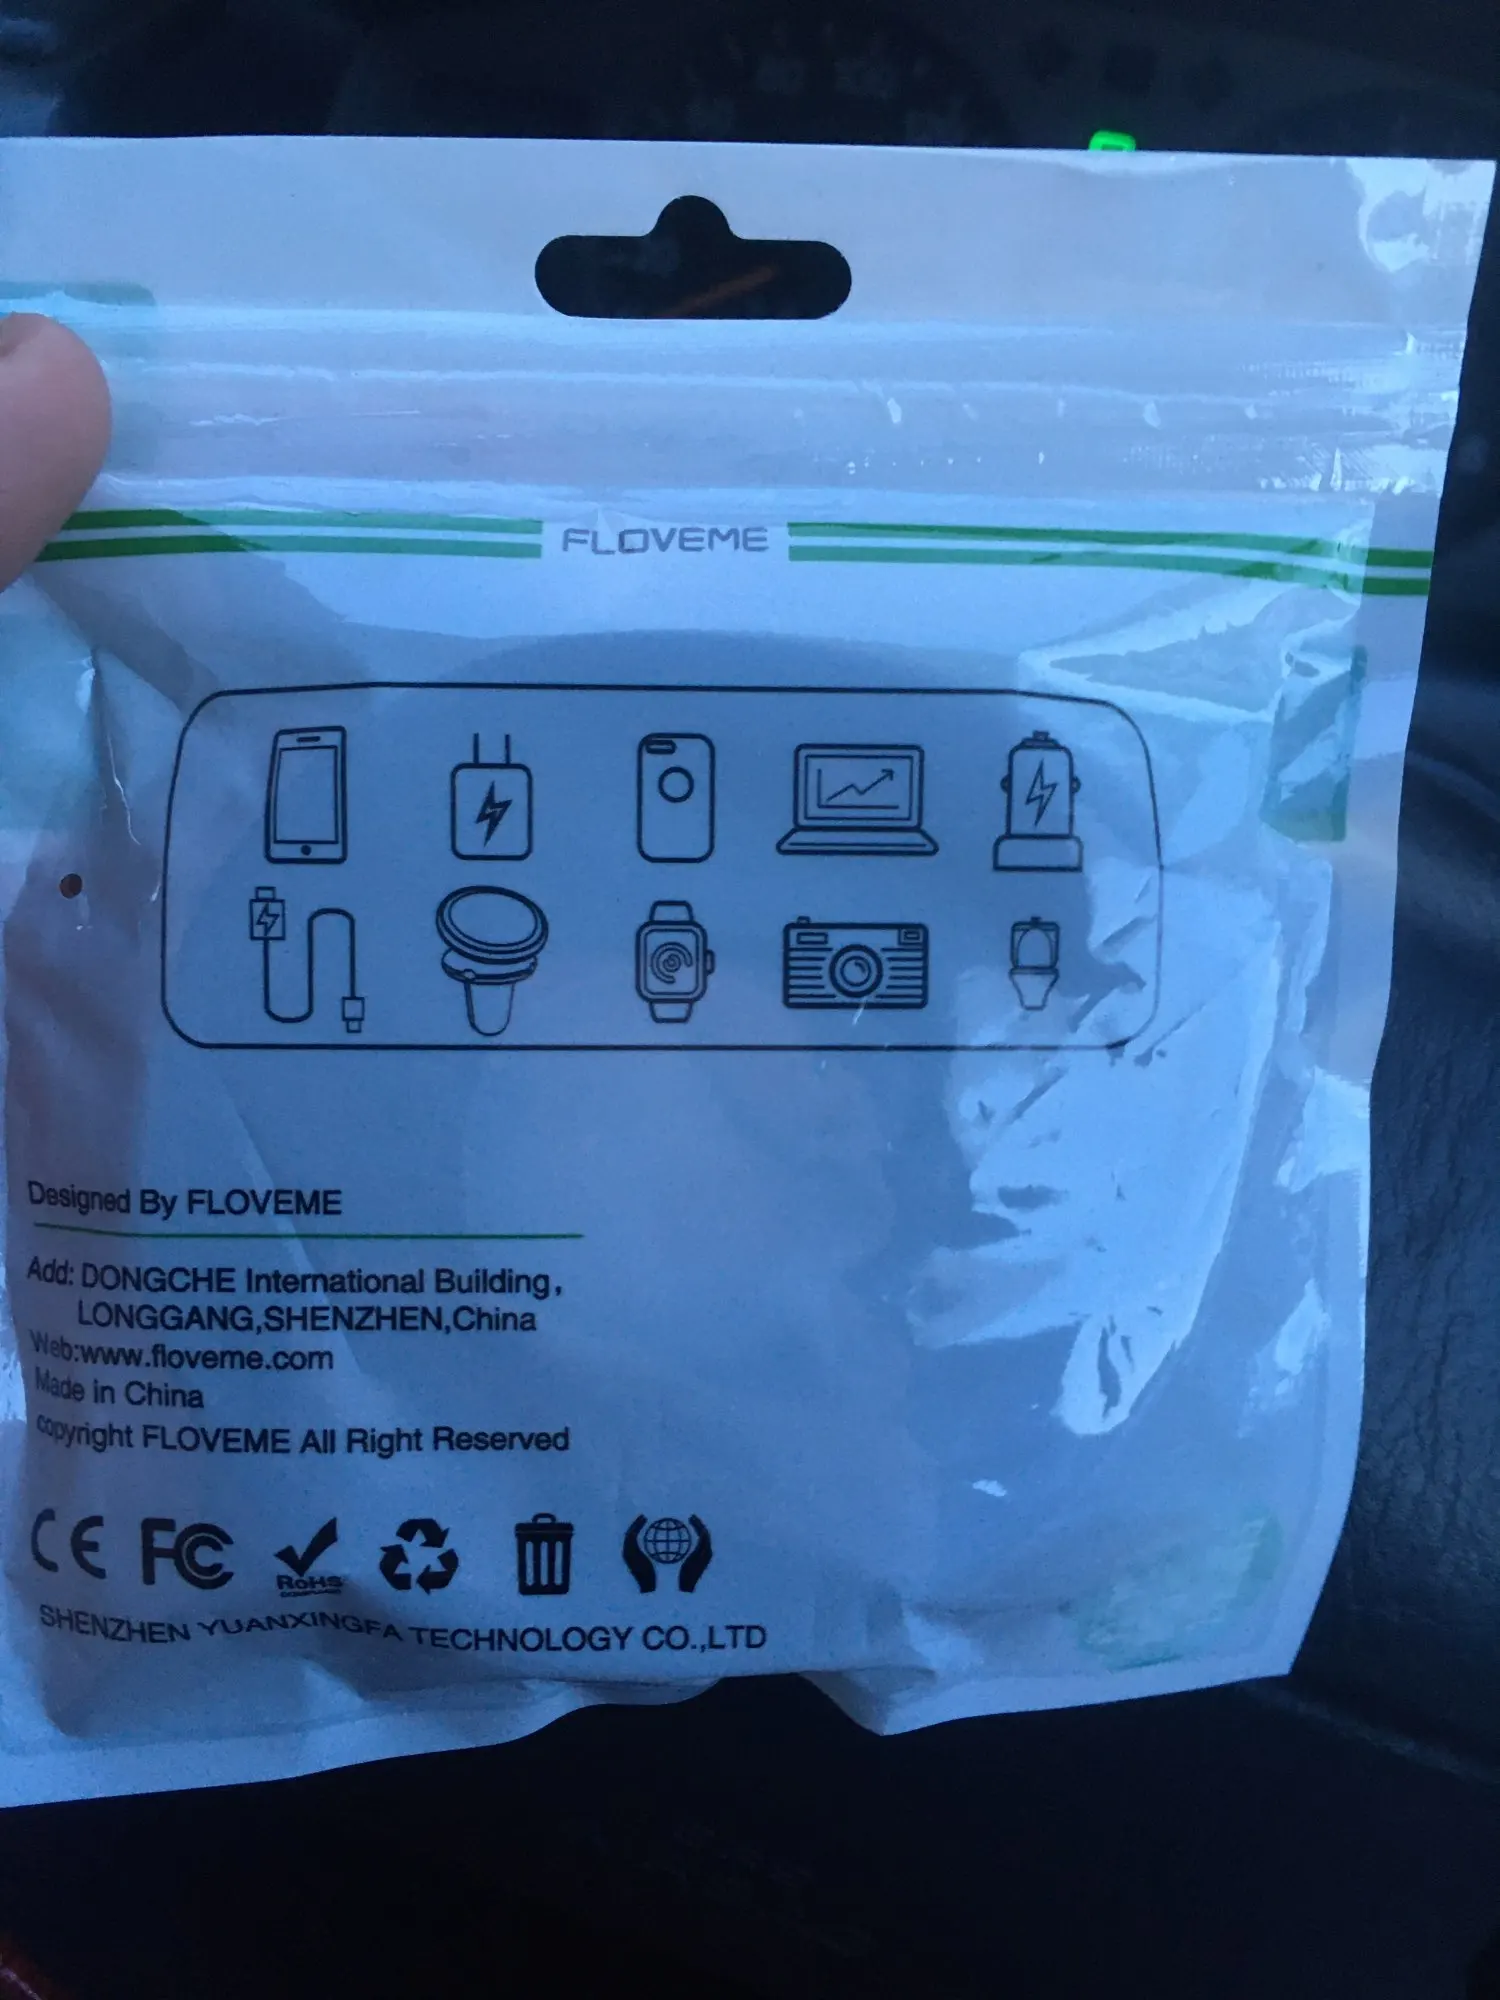 FLOVEME
Designed By FLOVEME
Add: DONGCHE International Building,
LONGGANG,SHENZHEN,China
Web:www.floveme.com
Made in China
copyright FLOVEME All Right Reserved
CE FC RoHS
SHENZHEN YUANXINGFA TECHNOLOGY CO.,LTD